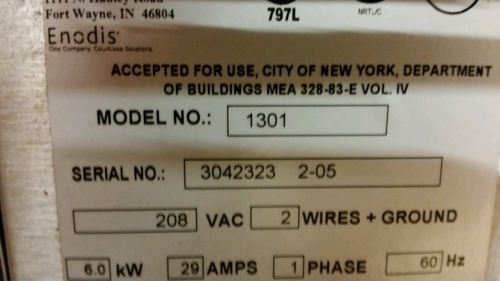 Fort Wayne, IN 46804
797L
NRTL/C
Enodis
One Company. Countless Solutions.
ACCEPTED FOR USE, CITY OF NEW YORK, DEPARTMENT
OF BUILDINGS MEA 328-83-E VOL. IV
MODEL NO.: 1301
SERIAL NO.: 3042323 2-05
208 VAC 2 WIRES + GROUND
6.0 kW 29 AMPS 1 PHASE 60 Hz